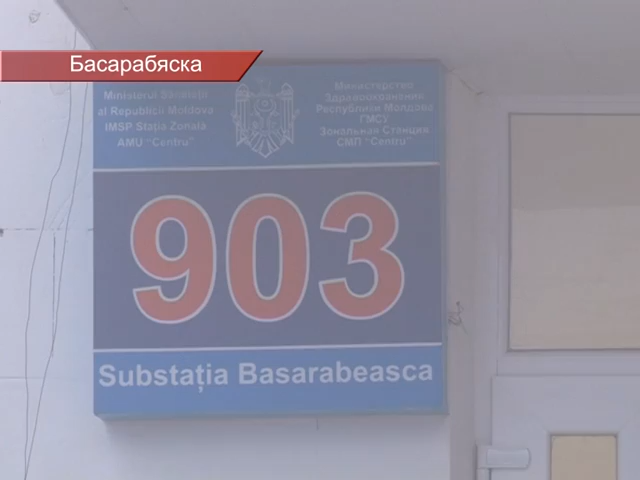 Басарабяска
Ministerul Sănătății
al Republicii Moldova
IMSP Stația Zonală
AMU "Centru"
Министерство
Здравоохранения
Республики Молдова
ГМСУ
Зональная Станция
СМП "Centru"
903
Substația Basarabeasca